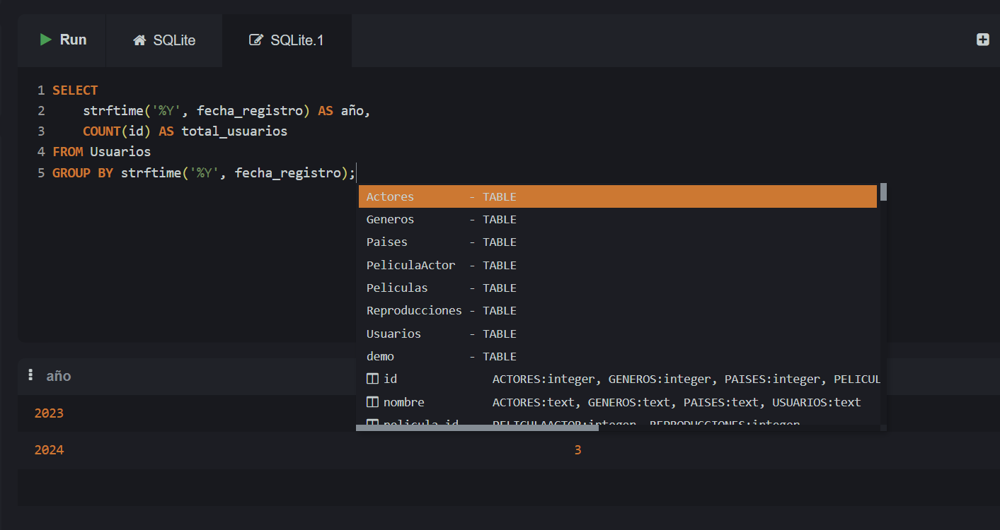 Run SQLite SQLite.1
1 SELECT
2 strftime('%Y', fecha_registro) AS año,
3 COUNT(id) AS total_usuarios
4 FROM Usuarios
5 GROUP BY strftime('%Y', fecha_registro);
Actores - TABLE
Generos - TABLE
Paises - TABLE
PeliculaActor - TABLE
Peliculas - TABLE
Reproducciones - TABLE
Usuarios - TABLE
demo - TABLE
id ACTORES:integer, GENEROS:integer, PAISES:integer, PELICUL
nombre ACTORES:text, GENEROS:text, PAISES:text, USUARIOS:text
pelicula_id PELICULAACTOR:integer, REPRODUCCIONES:integer
año
2023
2024 3